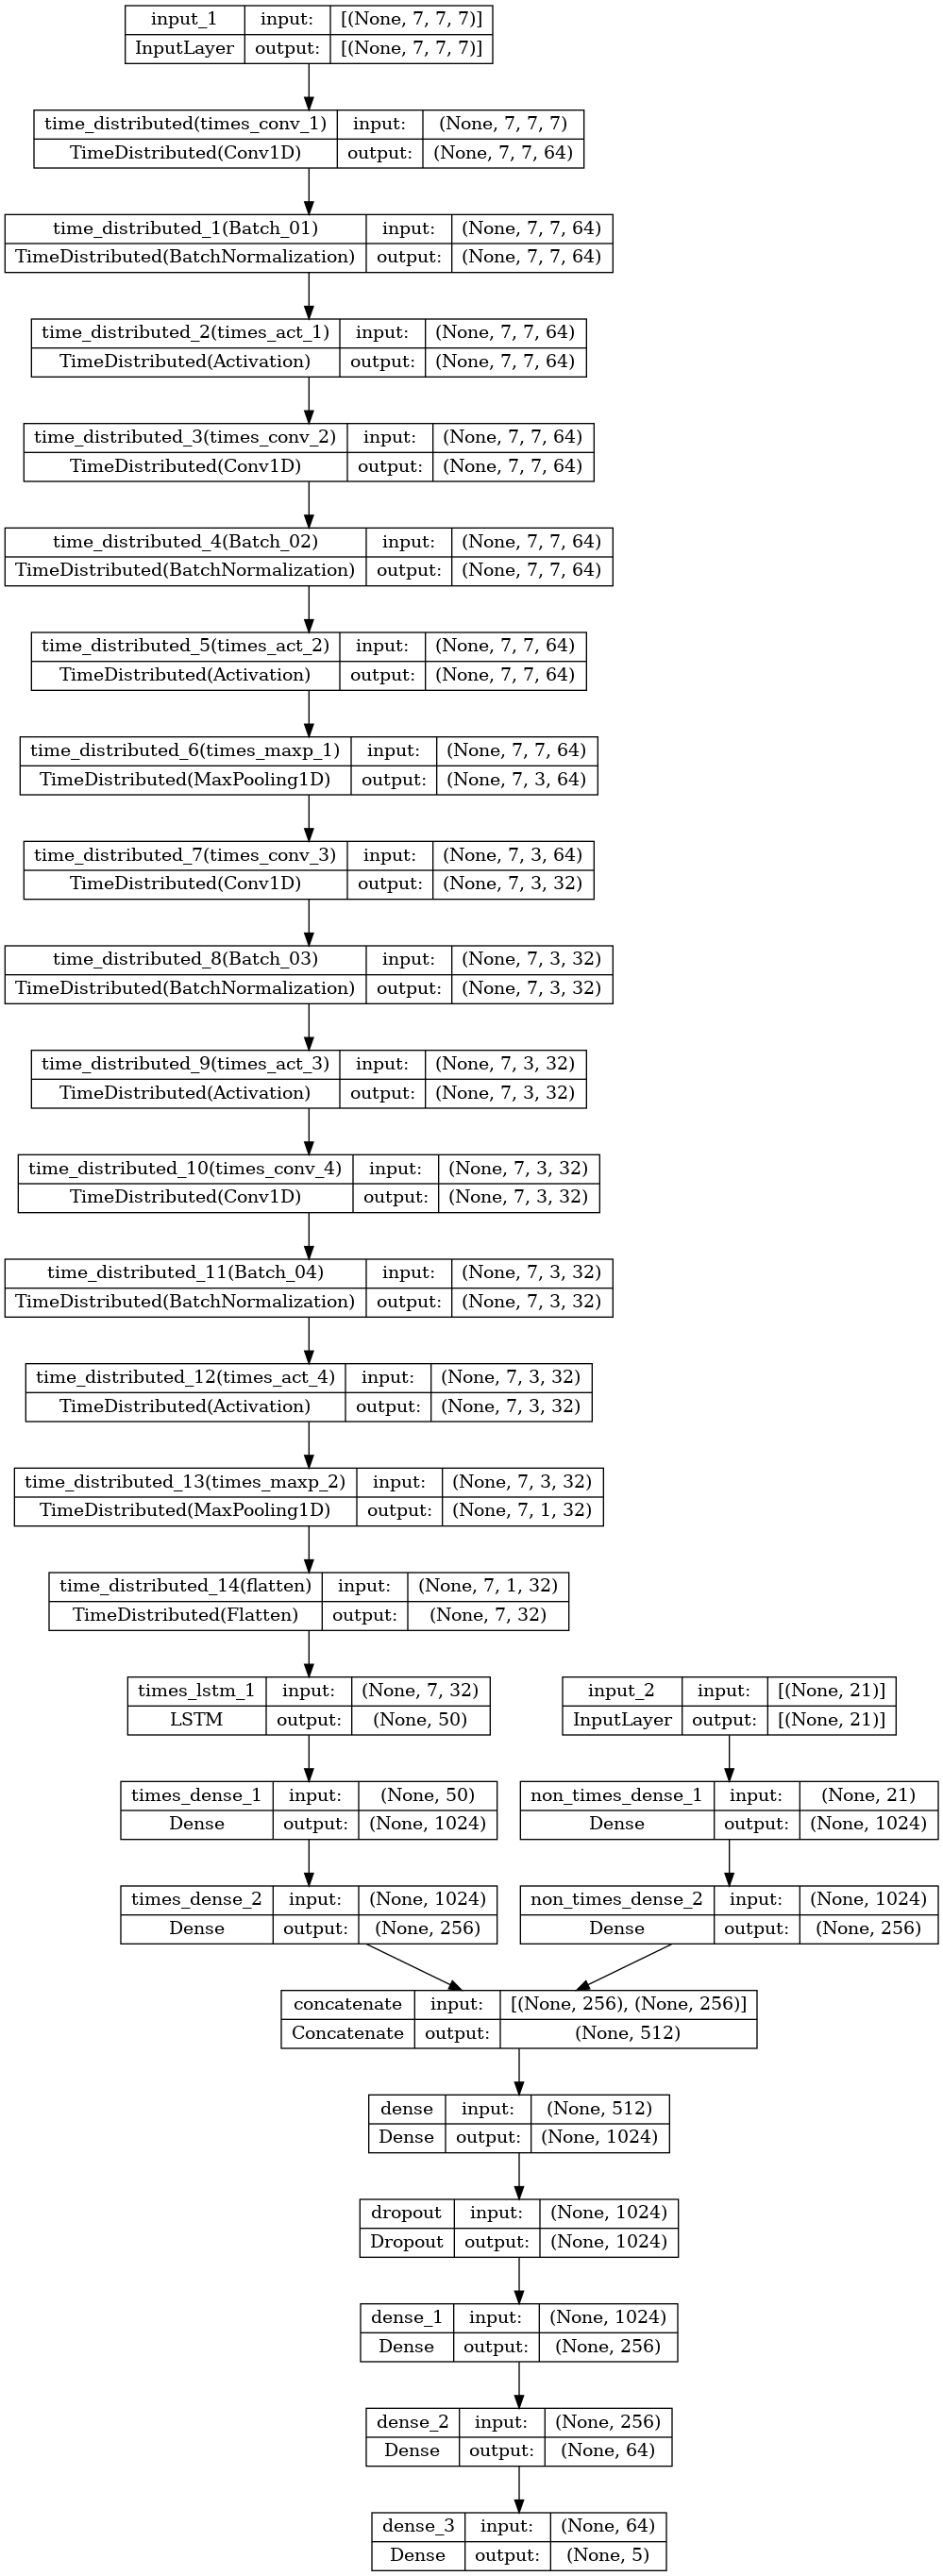 input_1 input: [(None, 7, 7, 7)]
InputLayer output: [(None, 7, 7, 7)]
time_distributed(times_conv_1) input: (None, 7, 7, 7)
TimeDistributed(Conv1D) output: (None, 7, 7, 64)
time_distributed_1(Batch_01) input: (None, 7, 7, 64)
TimeDistributed(BatchNormalization) output: (None, 7, 7, 64)
time_distributed_2(times_act_1) input: (None, 7, 7, 64)
TimeDistributed(Activation) output: (None, 7, 7, 64)
time_distributed_3(times_conv_2) input: (None, 7, 7, 64)
TimeDistributed(Conv1D) output: (None, 7, 7, 64)
time_distributed_4(Batch_02) input: (None, 7, 7, 64)
TimeDistributed(BatchNormalization) output: (None, 7, 7, 64)
time_distributed_5(times_act_2) input: (None, 7, 7, 64)
TimeDistributed(Activation) output: (None, 7, 7, 64)
time_distributed_6(times_maxp_1) input: (None, 7, 7, 64)
TimeDistributed(MaxPooling1D) output: (None, 7, 3, 64)
time_distributed_7(times_conv_3) input: (None, 7, 3, 64)
TimeDistributed(Conv1D) output: (None, 7, 3, 32)
time_distributed_8(Batch_03) input: (None, 7, 3, 32)
TimeDistributed(BatchNormalization) output: (None, 7, 3, 32)
time_distributed_9(times_act_3) input: (None, 7, 3, 32)
TimeDistributed(Activation) output: (None, 7, 3, 32)
time_distributed_10(times_conv_4) input: (None, 7, 3, 32)
TimeDistributed(Conv1D) output: (None, 7, 3, 32)
time_distributed_11(Batch_04) input: (None, 7, 3, 32)
TimeDistributed(BatchNormalization) output: (None, 7, 3, 32)
time_distributed_12(times_act_4) input: (None, 7, 3, 32)
TimeDistributed(Activation) output: (None, 7, 3, 32)
time_distributed_13(times_maxp_2) input: (None, 7, 3, 32)
TimeDistributed(MaxPooling1D) output: (None, 7, 1, 32)
time_distributed_14(flatten) input: (None, 7, 1, 32)
TimeDistributed(Flatten) output: (None, 7, 32)
times_lstm_1 input: (None, 7, 32)
LSTM output: (None, 50)
input_2 input: [(None, 21)]
InputLayer output: [(None, 21)]
times_dense_1 input: (None, 50)
Dense output: (None, 1024)
non_times_dense_1 input: (None, 21)
Dense output: (None, 1024)
times_dense_2 input: (None, 1024)
Dense output: (None, 256)
non_times_dense_2 input: (None, 1024)
Dense output: (None, 256)
concatenate input: [(None, 256), (None, 256)]
Concatenate output: (None, 512)
dense input: (None, 512)
Dense output: (None, 1024)
dropout input: (None, 1024)
Dropout output: (None, 1024)
dense_1 input: (None, 1024)
Dense output: (None, 256)
dense_2 input: (None, 256)
Dense output: (None, 64)
dense_3 input: (None, 64)
Dense output: (None, 5)